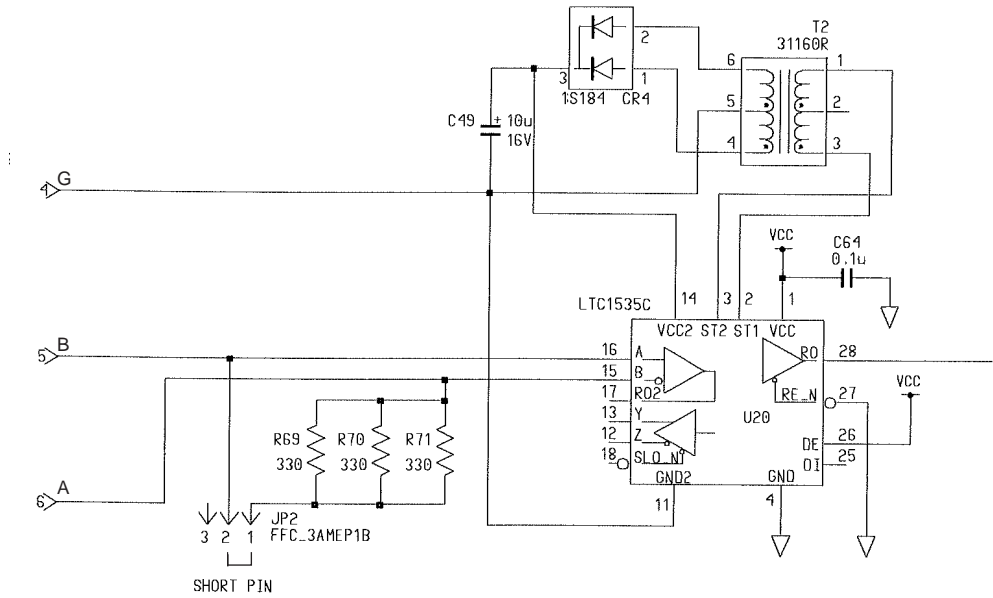 T2
31160R
2
6
1
3
1
5
2
1S184
CR4
C49
+
10u
16V
4
3
4
G
VCC
C64
0.1u
LTC1535C
14
3
2
1
VCC2
ST2
ST1
VCC
5
B
16
A
RO
28
15
B
VCC
17
RO2
RE_N
27
13
Y
U20
R69
330
R70
330
R71
330
12
Z
DE
26
18
SLO_N
DI
25
GND2
GND
6
A
11
4
JP2
FFC_3AMEP1B
3
2
1
SHORT PIN